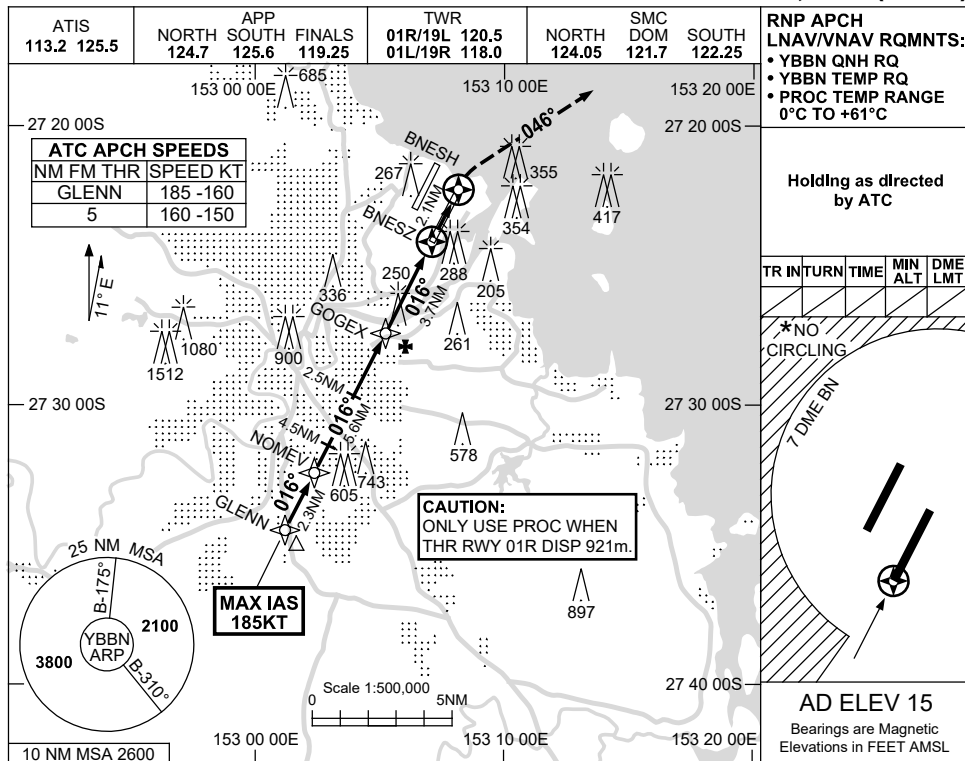 ATIS
113.2 125.5
APP
NORTH SOUTH FINALS
124.7 125.6 119.25
TWR
01R/19L 120.5
01L/19R 118.0
SMC
NORTH DOM SOUTH
124.05 121.7 122.25
RNP APCH
LNAV/VNAV RQMNTS:
• YBBN QNH RQ
• YBBN TEMP RQ
• PROC TEMP RANGE
0°C TO +61°C
Holding as directed
by ATC
TR IN TURN TIME MIN ALT DME LMT
*NO
CIRCLING
7 DME BN
AD ELEV 15
Bearings are Magnetic
Elevations in FEET AMSL
685
153 00 00E
153 10 00E
153 20 00E
27 20 00S
27 20 00S
ATC APCH SPEEDS
NM FM THR SPEED KT
GLENN 185 -160
5 160 -150
11° E
046°
BNESH
267
355
354
417
2.1NM
BNESZ
288
205
250
336
016°
3.7NM
GOGEX
261
1080
1512
900
2.5NM
27 30 00S
27 30 00S
016°
5.6NM
4.5NM
578
NOMEV
743
605
016°
2.3NM
GLENN
CAUTION:
ONLY USE PROC WHEN
THR RWY 01R DISP 921m.
897
MAX IAS
185KT
25 NM MSA
B-175°
YBBN
ARP
2100
3800
B-310°
10 NM MSA 2600
Scale 1:500,000
0 5NM
27 40 00S
153 00 00E
153 10 00E
153 20 00E